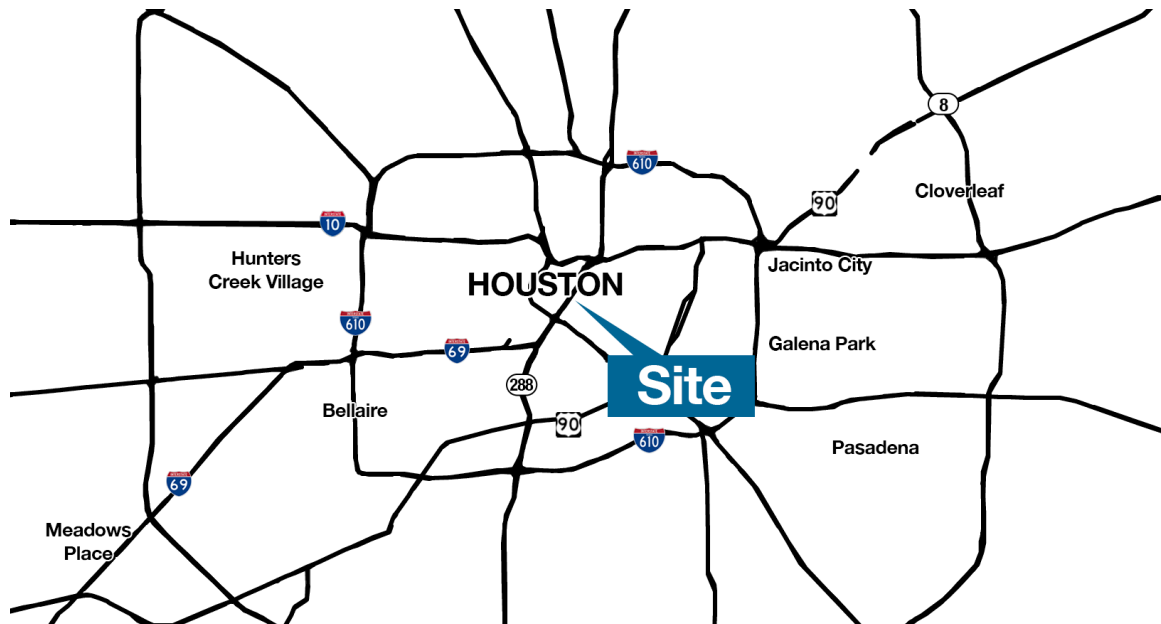 8
610
Cloverleaf
90
10
Hunters
Creek Village
Jacinto City
HOUSTON
610
69
Galena Park
288
Site
Bellaire
90
610
Pasadena
69
Meadows
Place